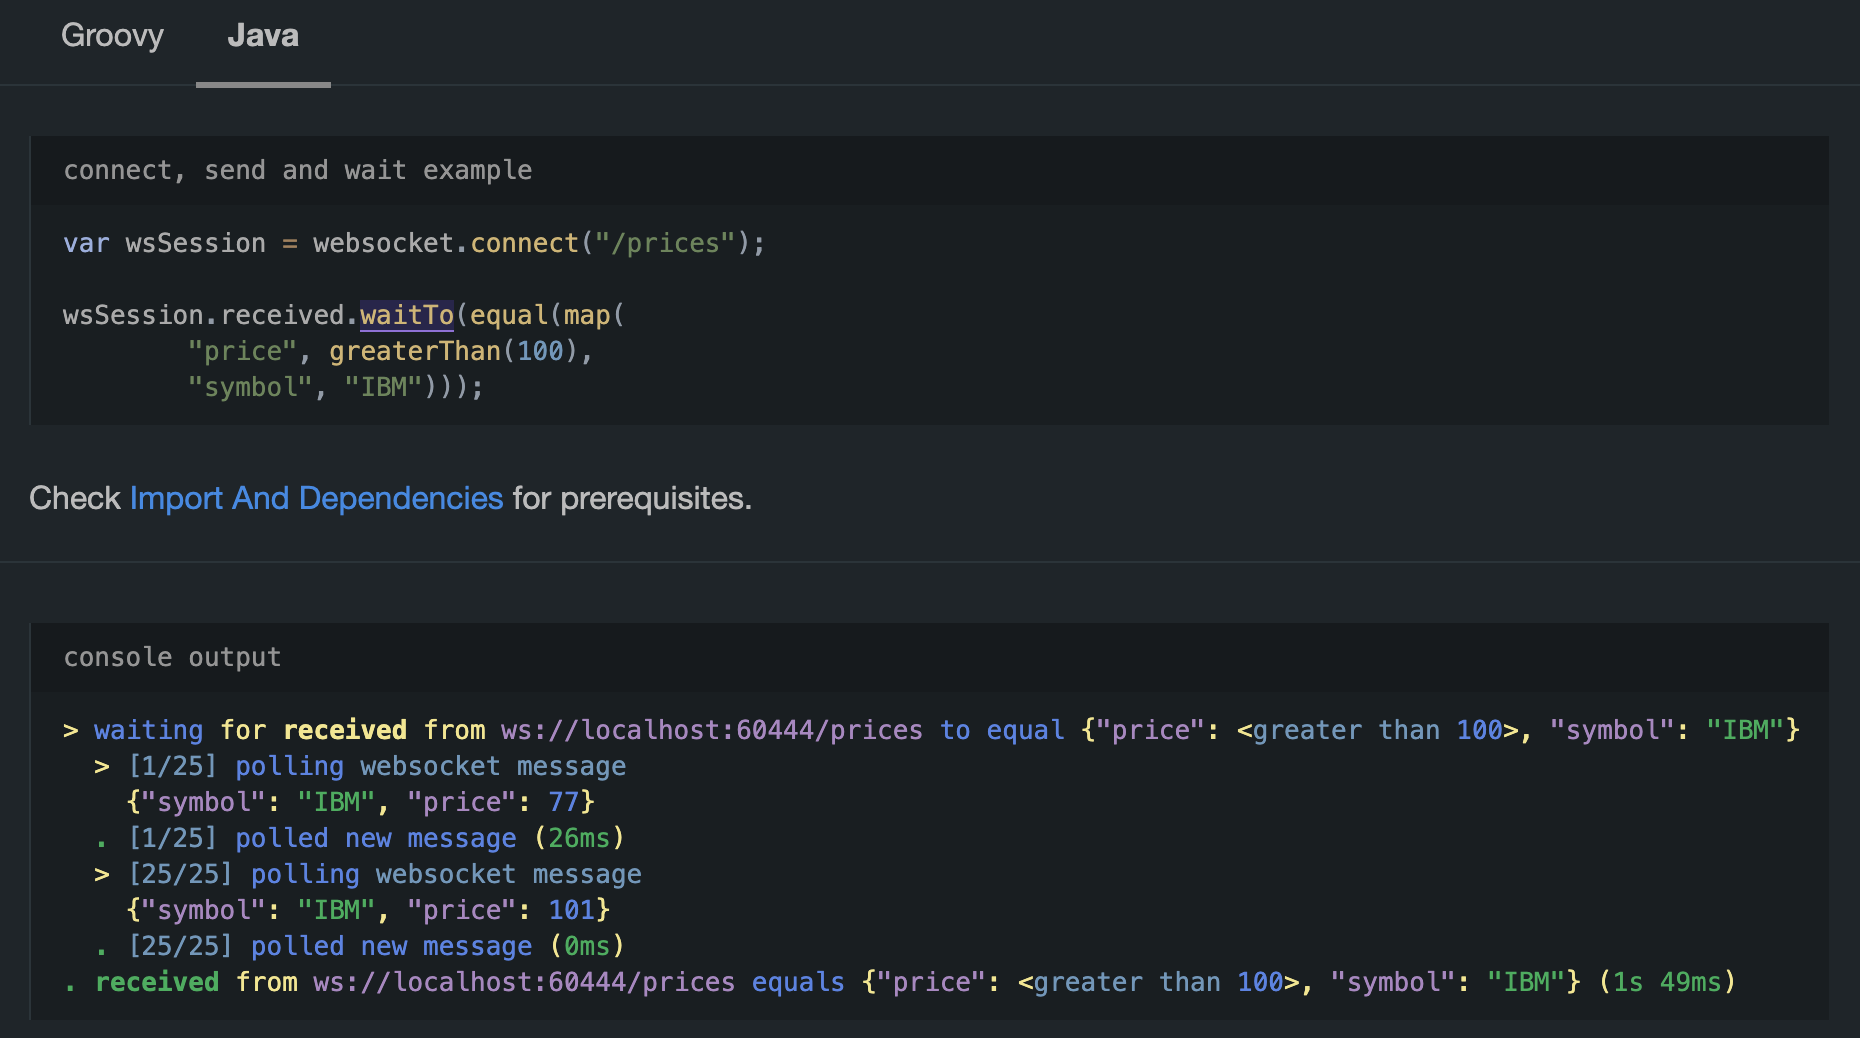 Groovy Java
connect, send and wait example
var wsSession = websocket.connect("/prices");
wsSession.received.waitTo(equal(map(
"price", greaterThan(100),
"symbol", "IBM")));
Check Import And Dependencies for prerequisites.
console output
> waiting for received from ws://localhost:60444/prices to equal {"price": <greater than 100>, "symbol": "IBM"}
> [1/25] polling websocket message
{"symbol": "IBM", "price": 77}
. [1/25] polled new message (26ms)
> [25/25] polling websocket message
{"symbol": "IBM", "price": 101}
. [25/25] polled new message (0ms)
. received from ws://localhost:60444/prices equals {"price": <greater than 100>, "symbol": "IBM"} (1s 49ms)